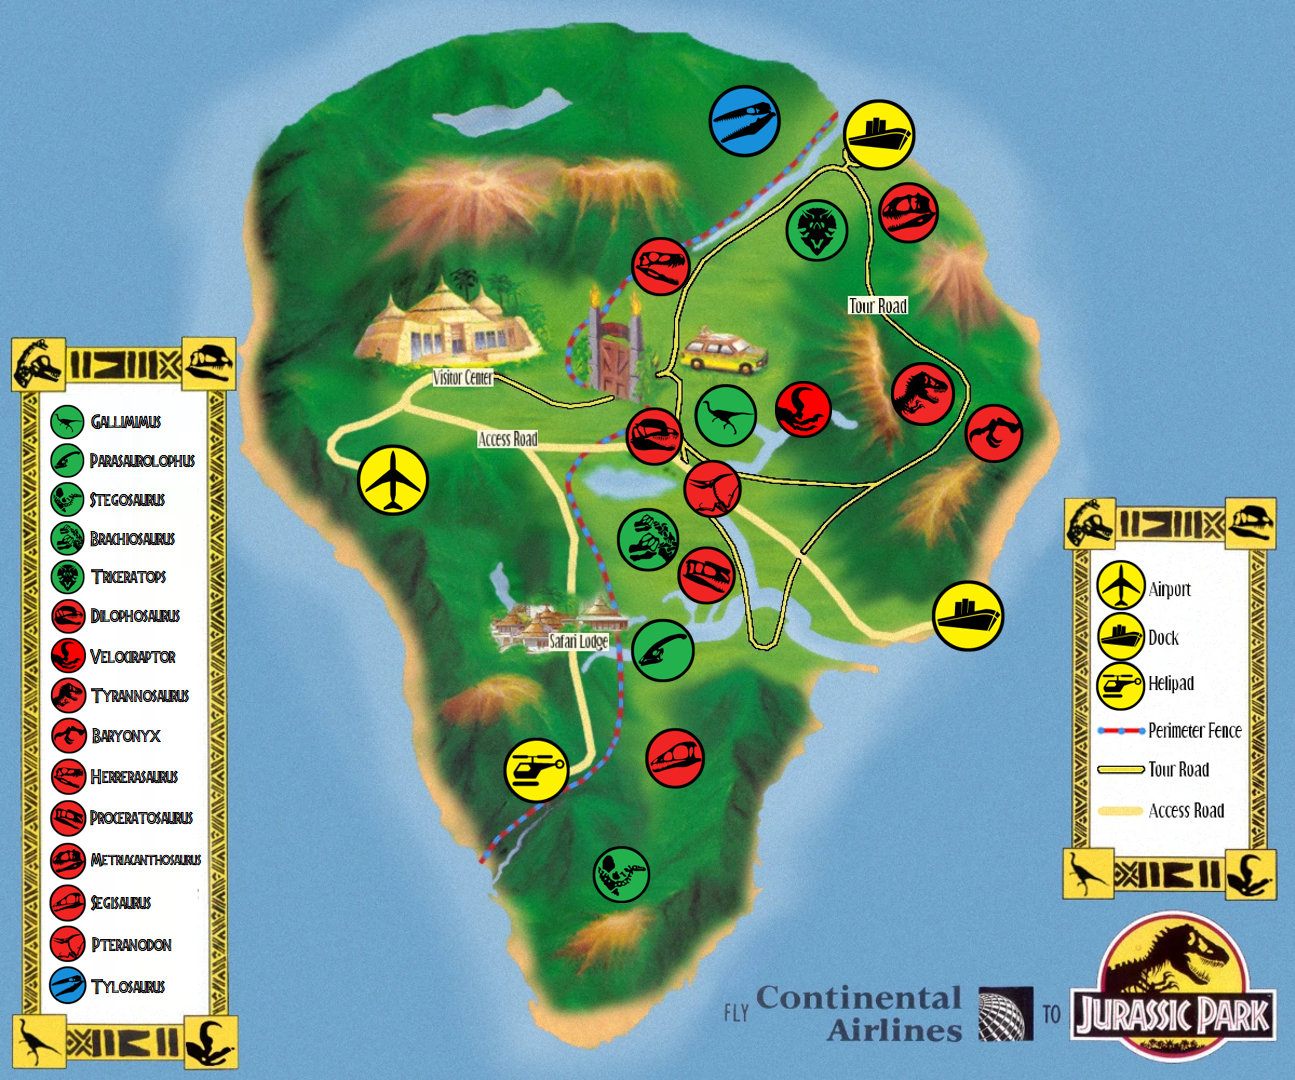 Tour Road
Visitor Center
Access Road
Safari Lodge
Gallimimus
Parasaurolophus
Stegosaurus
Brachiosaurus
Triceratops
Dilophosaurus
Velociraptor
Tyrannosaurus
Baryonyx
Herrerasaurus
Proceratosaurus
Metriacanthosaurus
Segisaurus
Pteranodon
Tylosaurus
Airport
Dock
Helipad
Perimeter Fence
Tour Road
Access Road
FLY Continental Airlines TO
JURASSIC PARK